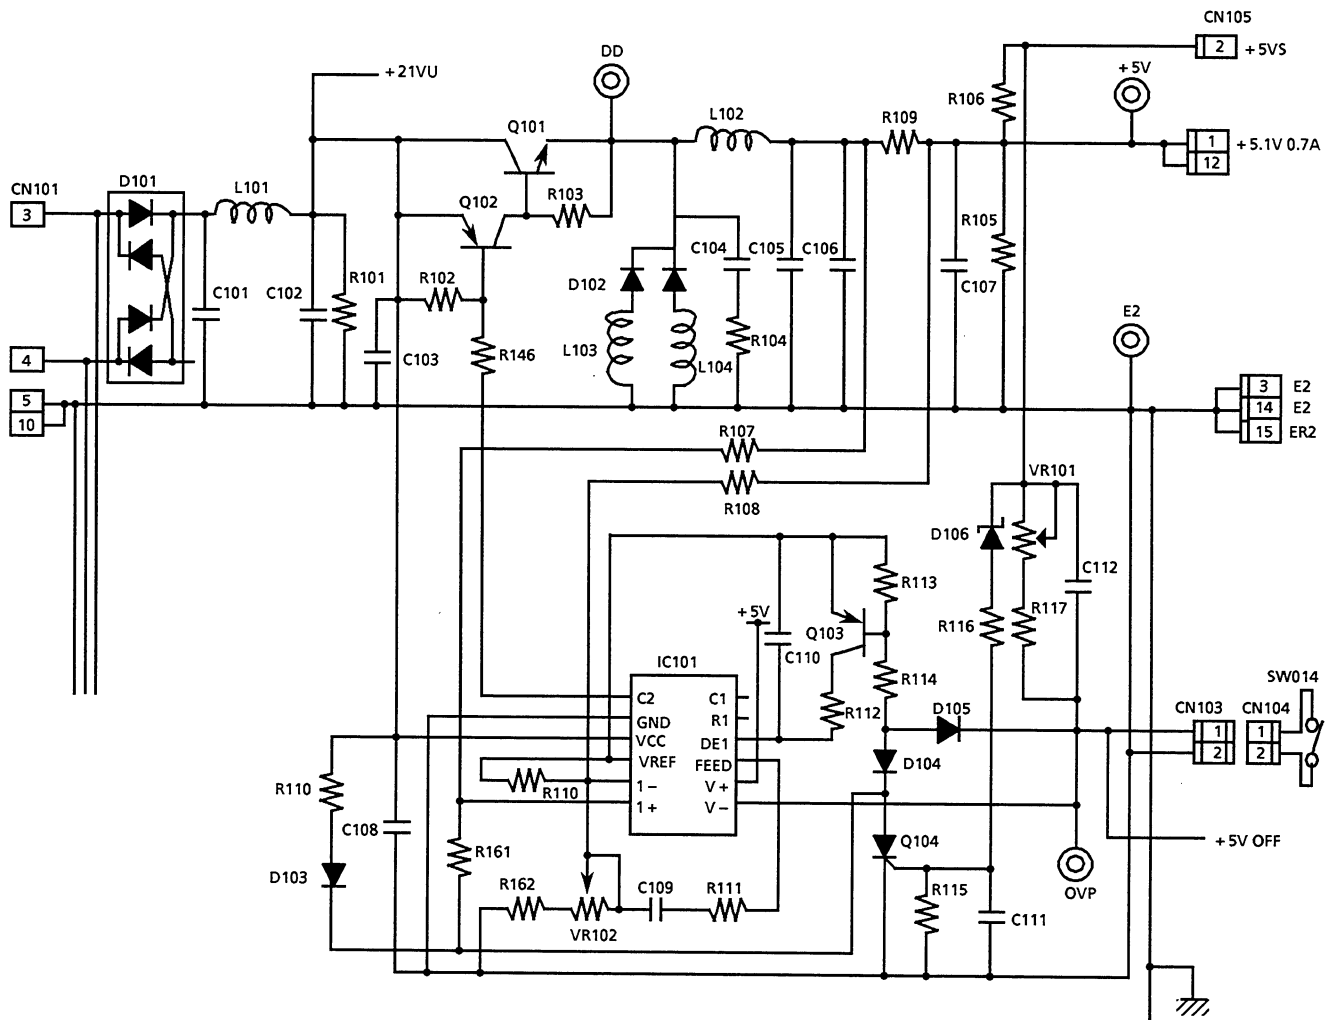 CN105
2 +5VS
DD
+5V
+21VU
R106
L102
R109
Q101
1 +5.1V 0.7A
12
D101
CN101
L101
R103
3
Q102
R105
C104 C105 C106
R101
R102
D102
C101 C102
C107
E2
C103
R146
L103
R104
L104
4
3 E2
5
14 E2
10
15 ER2
R107
VR101
R108
D106
C112
R113
+5V
Q103
R116
R117
C110
IC101
R114
SW014
C2 C1
R112
D105
CN103 CN104
GND R1
1 1
VCC DE1
2 2
VREF FEED
D104
R110
1- V+
R110
1+ V-
C108
Q104
+5V OFF
R161
D103
R162
C109
R111
R115
OVP
C111
VR102